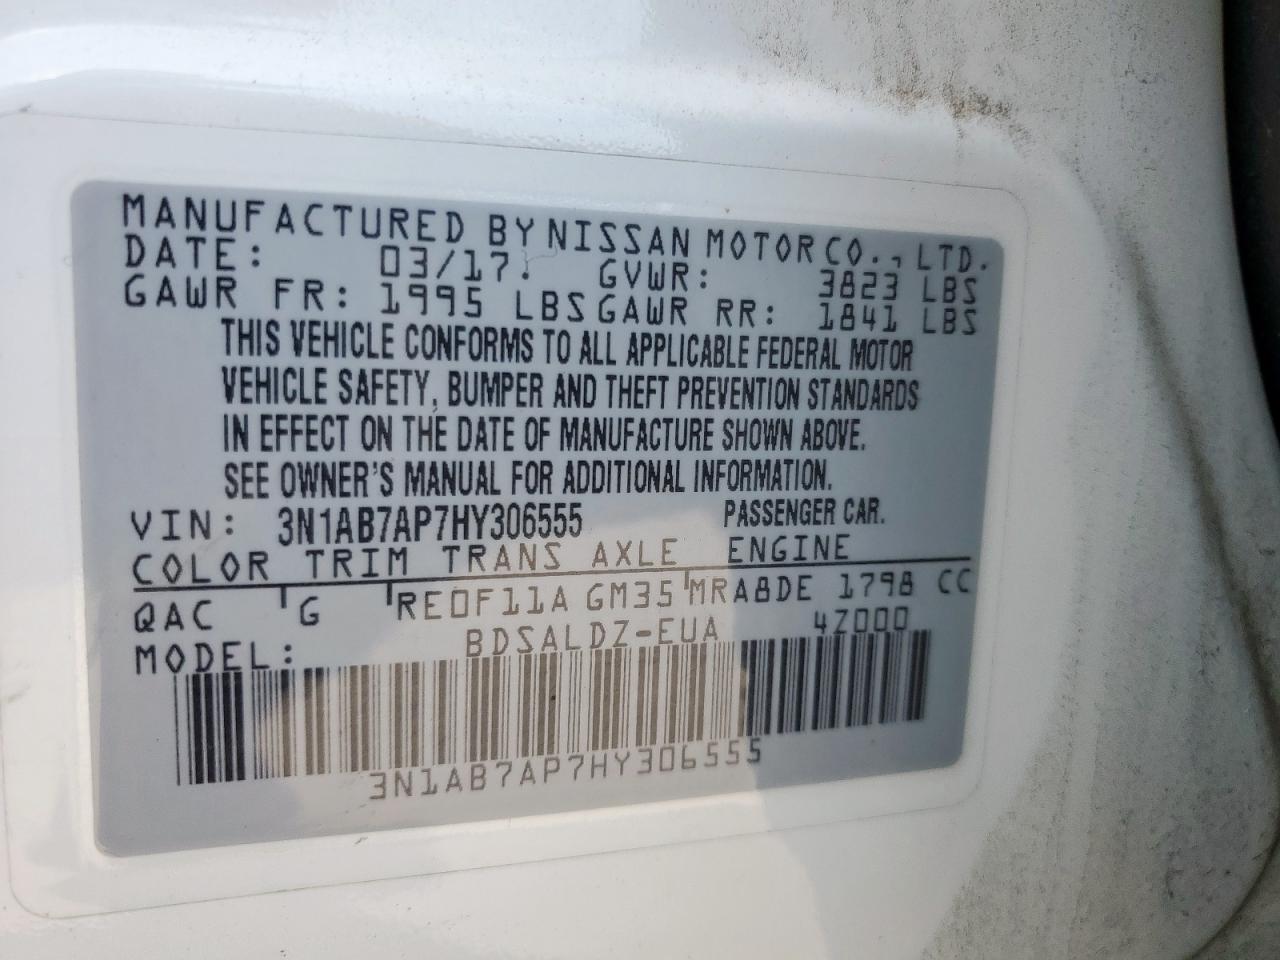 MANUFACTURED BY NISSAN MOTOR CO., LTD.
DATE: 03/17. GVWR: 3823 LBS
GAWR FR: 1995 LBS GAWR RR: 1841 LBS
THIS VEHICLE CONFORMS TO ALL APPLICABLE FEDERAL MOTOR
VEHICLE SAFETY, BUMPER AND THEFT PREVENTION STANDARDS
IN EFFECT ON THE DATE OF MANUFACTURE SHOWN ABOVE.
SEE OWNER'S MANUAL FOR ADDITIONAL INFORMATION.
VIN: 3N1AB7AP7HY306555 PASSENGER CAR.
COLOR TRIM TRANS AXLE ENGINE
QAC G RE0F11A GM35 MRA8DE 1798 CC
MODEL: BDSALDZ-EUA 4Z000
3N1AB7AP7HY306555